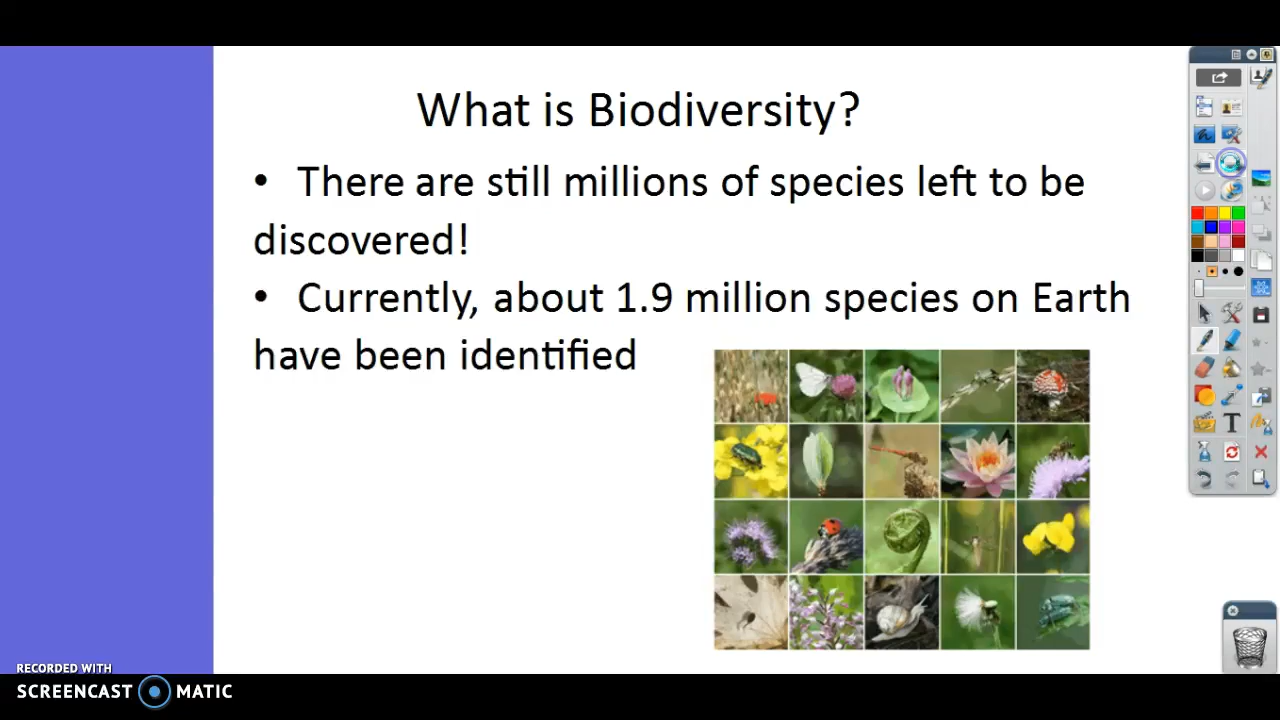 What is Biodiversity?
• There are still millions of species left to be
discovered!
• Currently, about 1.9 million species on Earth
have been identified
RECORDED WITH
SCREENCAST MATIC